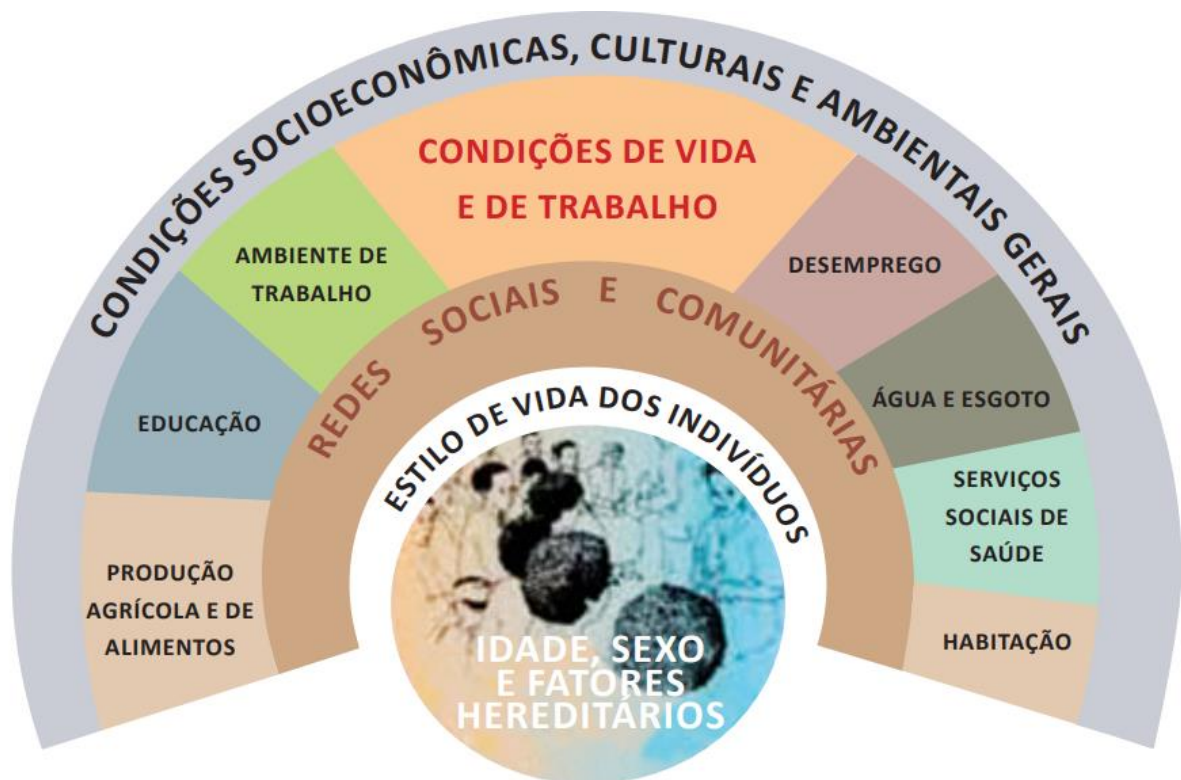 CONDIÇÕES SOCIOECONÔMICAS, CULTURAIS E AMBIENTAIS GERAIS
CONDIÇÕES DE VIDA
E DE TRABALHO
AMBIENTE DE
TRABALHO
DESEMPREGO
EDUCAÇÃO
ÁGUA E ESGOTO
PRODUÇÃO
AGRÍCOLA E DE
ALIMENTOS
SERVIÇOS
SOCIAIS DE
SAÚDE
HABITAÇÃO
REDES SOCIAIS E COMUNITÁRIAS
ESTILO DE VIDA DOS INDIVÍDUOS
IDADE, SEXO
E FATORES
HEREDITÁRIOS